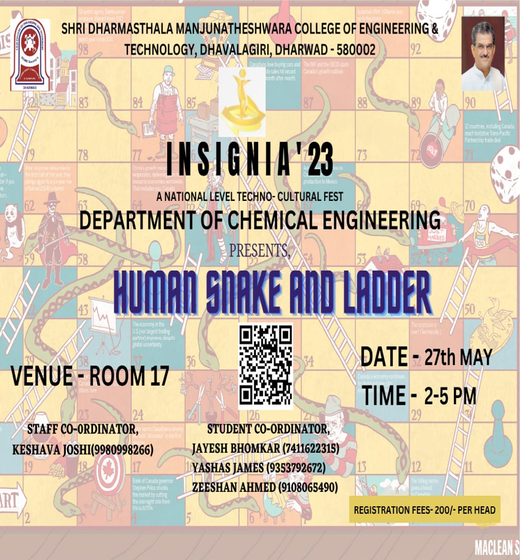 SHRI DHARMASTHALA MANJUNATHESHWARA COLLEGE OF ENGINEERING &
TECHNOLOGY, DHAVALAGIRI, DHARWAD - 580002
INSIGNIA'23
A NATIONAL LEVEL TECHNO- CULTURAL FEST
DEPARTMENT OF CHEMICAL ENGINEERING
PRESENTS,
HUMAN SNAKE AND LADDER
DATE - 27th MAY
VENUE - ROOM 17
TIME - 2-5 PM
STAFF CO-ORDINATOR,
KESHAVA JOSHI(9980998266)
STUDENT CO-ORDINATOR,
JAYESH BHOMKAR (7411622315)
YASHAS JAMES (9353792672)
ZEESHAN AHMED (9108065490)
REGISTRATION FEES- 200/- PER HEAD
MACLEAN'S